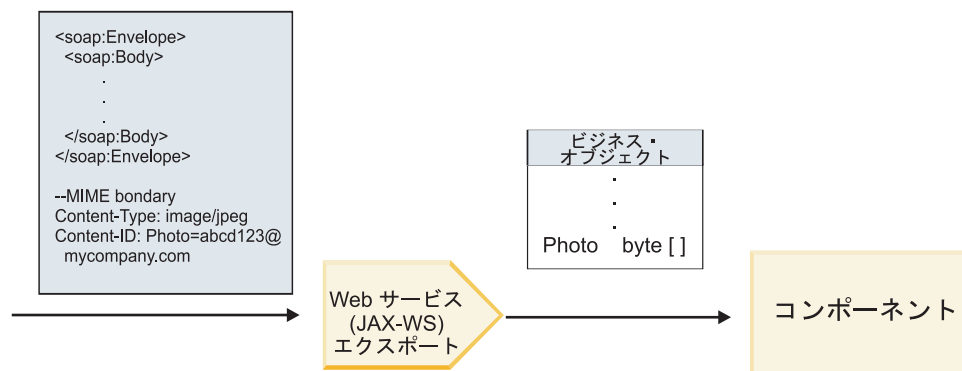 <soap:Envelope>
<soap:Body>
.
.
.
</soap:Body>
</soap:Envelope>
--MIME bondary
Content-Type: image/jpeg
Content-ID: Photo=abcd123@
mycompany.com
Web サービス
(JAX-WS)
エクスポート
ビジネス・
オブジェクト
.
.
.
Photo byte [ ]
コンポーネント